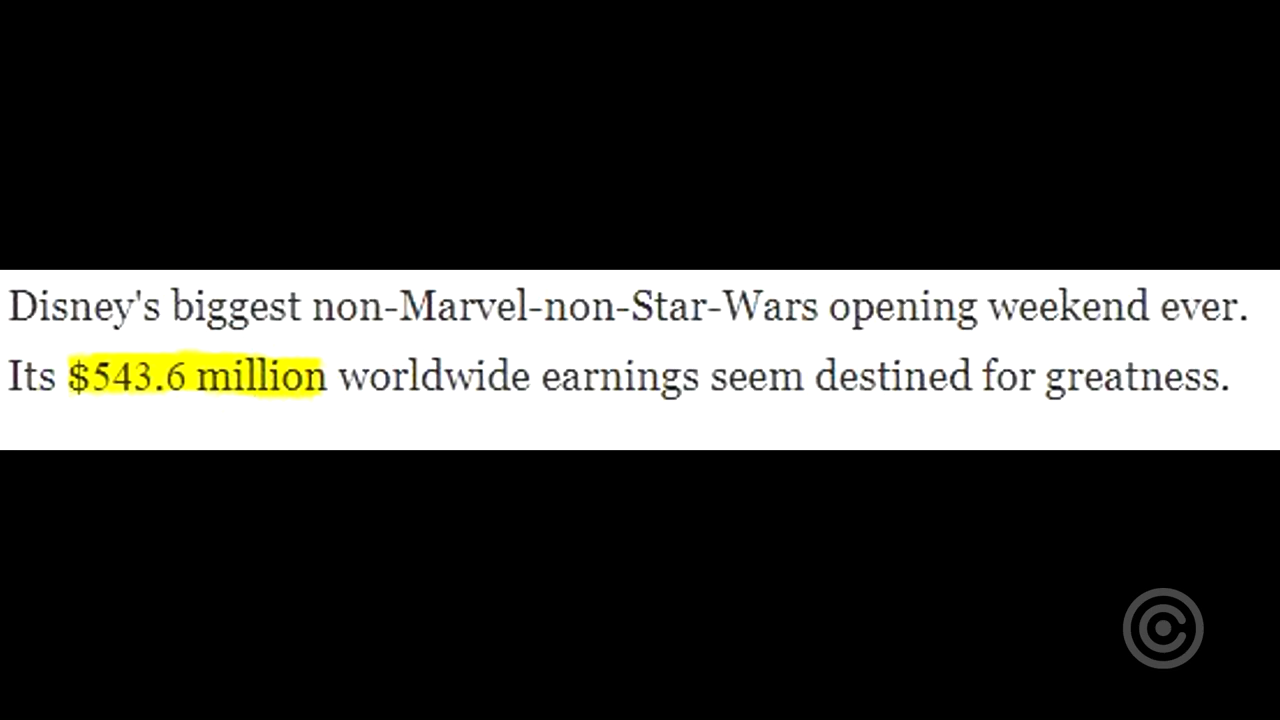 Disney's biggest non-Marvel-non-Star-Wars opening weekend ever.
Its $543.6 million worldwide earnings seem destined for greatness.